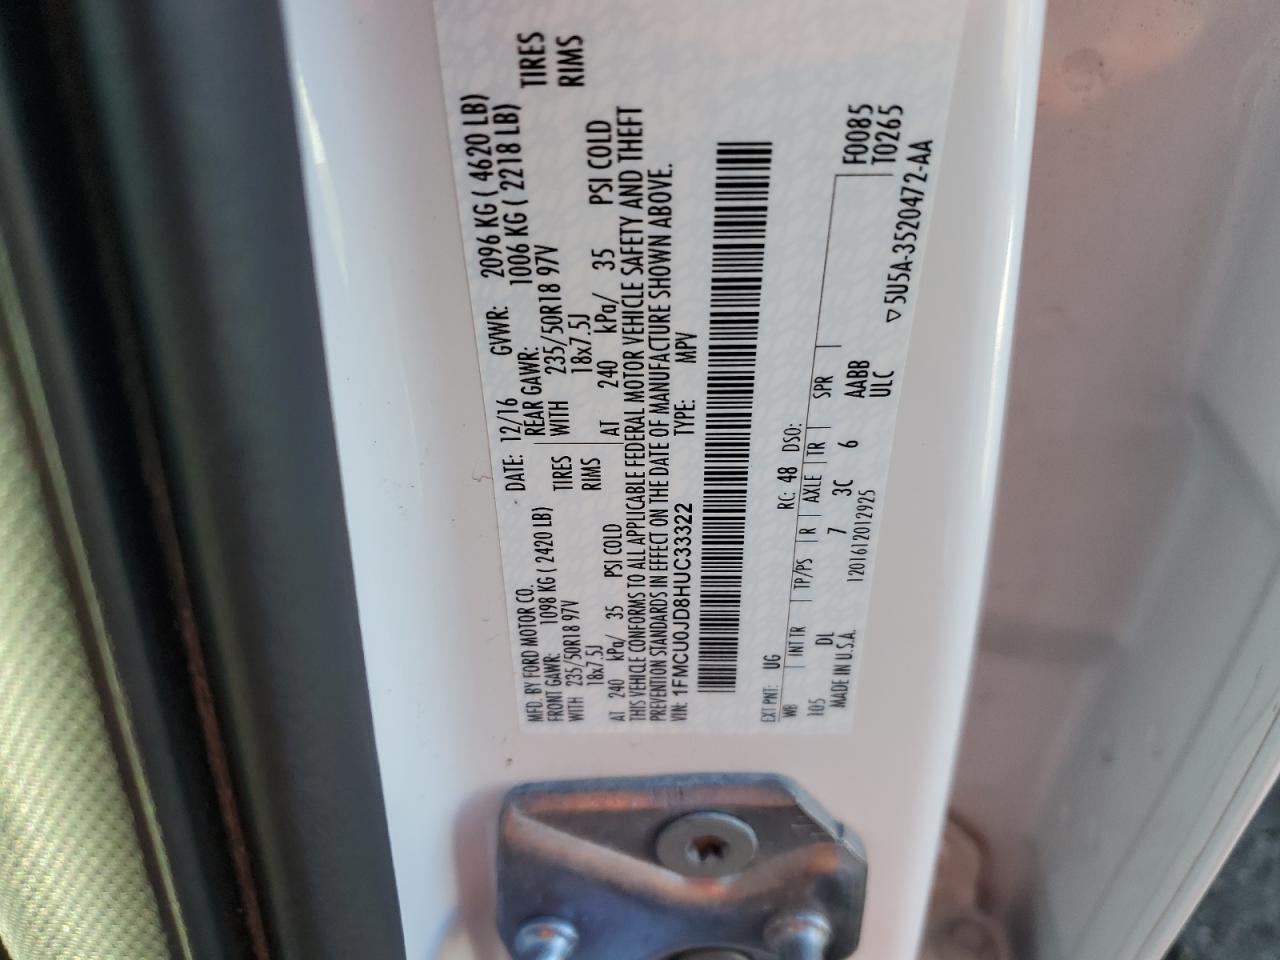 MFD. BY FORD MOTOR CO. DATE: 12/16 GVWR: 2096 KG ( 4620 LB)
FRONT GAWR: 1098 KG ( 2420 LB) REAR GAWR: 1006 KG ( 2218 LB)
WITH 235/50R18 97V TIRES WITH 235/50R18 97V TIRES
18x7.5J RIMS 18x7.5J RIMS
AT 240 kPa/ 35 PSI COLD AT 240 kPa/ 35 PSI COLD
THIS VEHICLE CONFORMS TO ALL APPLICABLE FEDERAL MOTOR VEHICLE SAFETY AND THEFT
PREVENTION STANDARDS IN EFFECT ON THE DATE OF MANUFACTURE SHOWN ABOVE.
VIN: 1FMCU0JD8HUC33322 TYPE: MPV
EXT PNT: UG RC: 48 DSO:
WB INT TR TP/PS R AXLE TR SPR F0085
105 DL 7 3C 6 AABB T0265
MADE IN U.S.A. 1201612012925 ULC ▽5U5A-3520472-AA